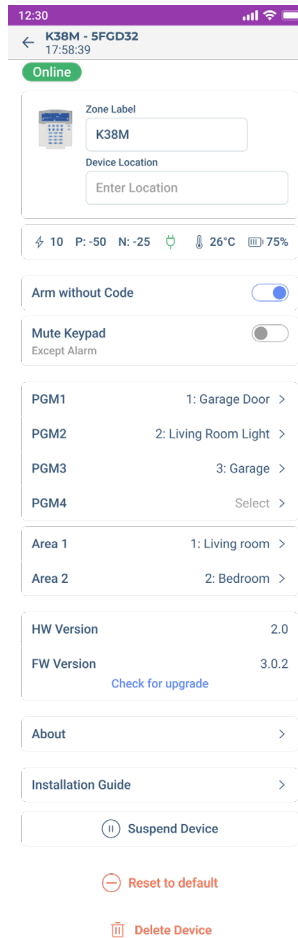 12:30
K38M - 5FGD32
17:58:39
Online
Zone Label
K38M
Device Location
Enter Location
10 P: -50 N: -25 26°C 75%
Arm without Code
Mute Keypad
Except Alarm
PGM1 1: Garage Door >
PGM2 2: Living Room Light >
PGM3 3: Garage >
PGM4 Select >
Area 1 1: Living room >
Area 2 2: Bedroom >
HW Version 2.0
FW Version 3.0.2
Check for upgrade
About >
Installation Guide >
Suspend Device
Reset to default
Delete Device